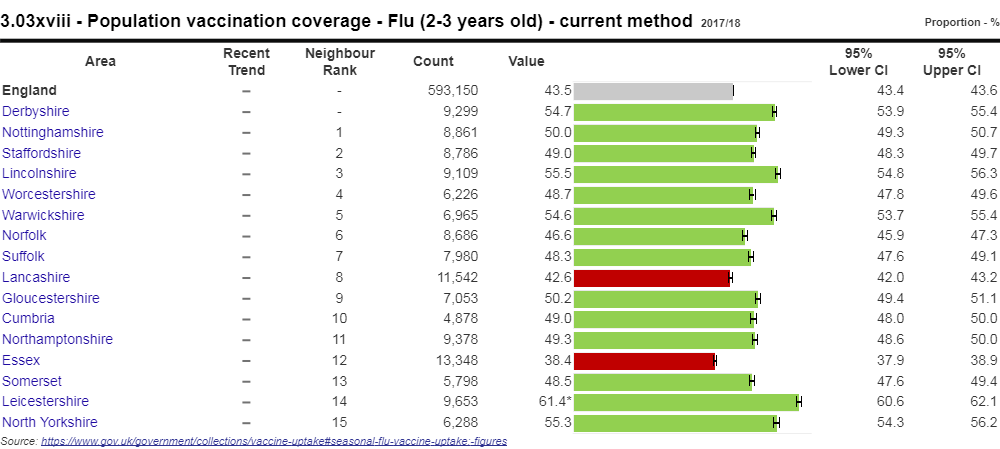 3.03xviii - Population vaccination coverage - Flu (2-3 years old) - current method 2017/18 Proportion - %
Area Recent Trend Neighbour Rank Count Value 95% Lower CI 95% Upper CI
England – - 593,150 43.5 43.4 43.6
Derbyshire – - 9,299 54.7 53.9 55.4
Nottinghamshire – 1 8,861 50.0 49.3 50.7
Staffordshire – 2 8,786 49.0 48.3 49.7
Lincolnshire – 3 9,109 55.5 54.8 56.3
Worcestershire – 4 6,226 48.7 47.8 49.6
Warwickshire – 5 6,965 54.6 53.7 55.4
Norfolk – 6 8,686 46.6 45.9 47.3
Suffolk – 7 7,980 48.3 47.6 49.1
Lancashire – 8 11,542 42.6 42.0 43.2
Gloucestershire – 9 7,053 50.2 49.4 51.1
Cumbria – 10 4,878 49.0 48.0 50.0
Northamptonshire – 11 9,378 49.3 48.6 50.0
Essex – 12 13,348 38.4 37.9 38.9
Somerset – 13 5,798 48.5 47.6 49.4
Leicestershire – 14 9,653 61.4* 60.6 62.1
North Yorkshire – 15 6,288 55.3 54.3 56.2
Source: https://www.gov.uk/government/collections/vaccine-uptake#seasonal-flu-vaccine-uptake:-figures